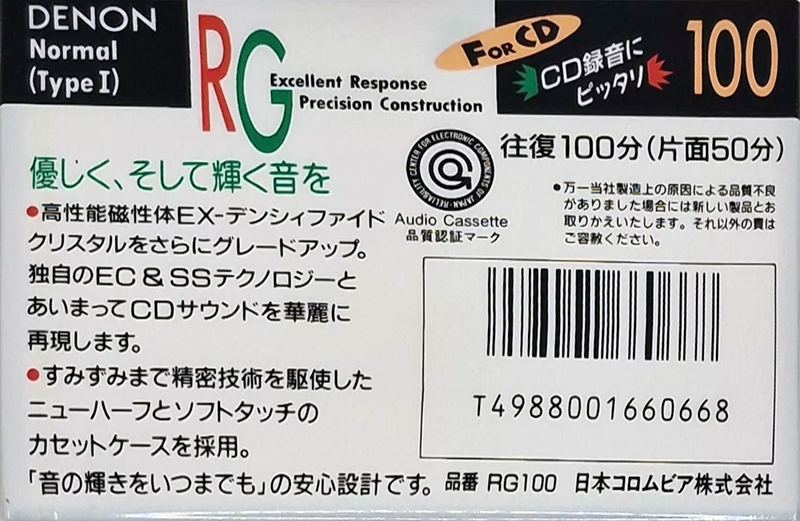 DENON
Normal
(Type I)
RG
Excellent Response
Precision Construction
FOR CD
CD録音に
ピッタリ
100
優しく、そして輝く音を
●高性能磁性体EX-デンシィファイド
クリスタルをさらにグレードアップ。
独自のEC&SSテクノロジーと
あいまってCDサウンドを華麗に
再現します。
●すみずみまで精密技術を駆使した
ニューハーフとソフトタッチの
カセットケースを採用。
「音の輝きをいつまでも」の安心設計です。
RELIABILITY CENTER FOR ELECTRONIC COMPONENTS OF JAPAN
Audio Cassette
品質認証マーク
往復100分(片面50分)
●万一当社製造上の原因による品質不良
がありました場合には新しい製品とお
取りかえいたします。それ以外の責は
ご容赦ください。
T4988001660668
品番 RG100 日本コロムビア株式会社